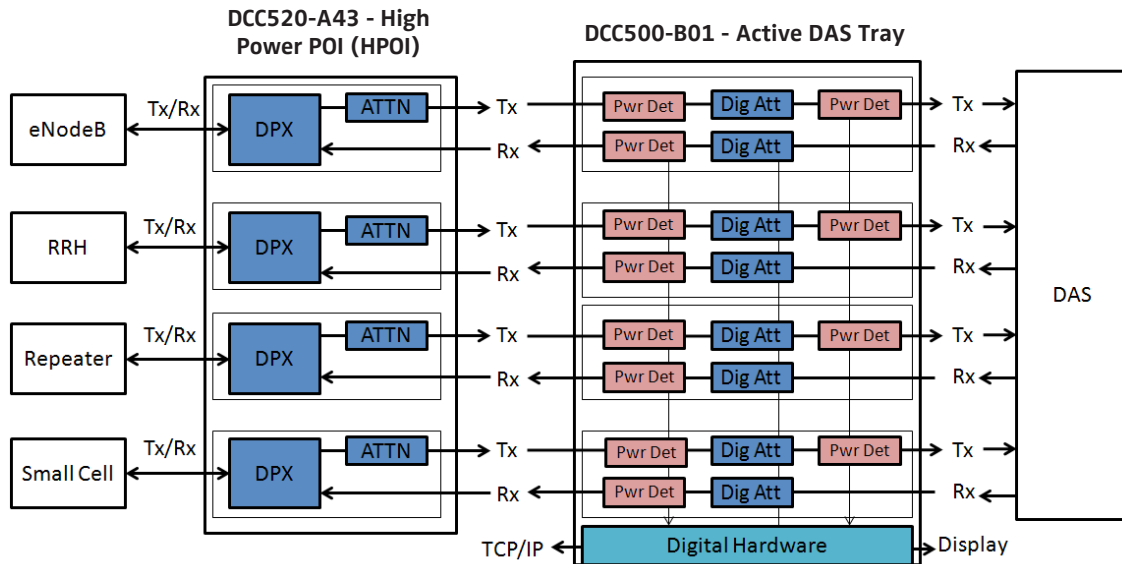 DCC520-A43 - High
Power POI (HPOI)
DCC500-B01 - Active DAS Tray
eNodeB
Tx/Rx
DPX
ATTN
Tx
Rx
Pwr Det
Dig Att
Pwr Det
Pwr Det
Dig Att
Tx
Rx
RRH
Tx/Rx
DPX
ATTN
Tx
Rx
Pwr Det
Dig Att
Pwr Det
Pwr Det
Dig Att
Tx
Rx
DAS
Repeater
Tx/Rx
DPX
ATTN
Tx
Rx
Pwr Det
Dig Att
Pwr Det
Pwr Det
Dig Att
Tx
Rx
Small Cell
Tx/Rx
DPX
ATTN
Tx
Rx
Pwr Det
Dig Att
Pwr Det
Pwr Det
Dig Att
Tx
Rx
TCP/IP
Digital Hardware
Display